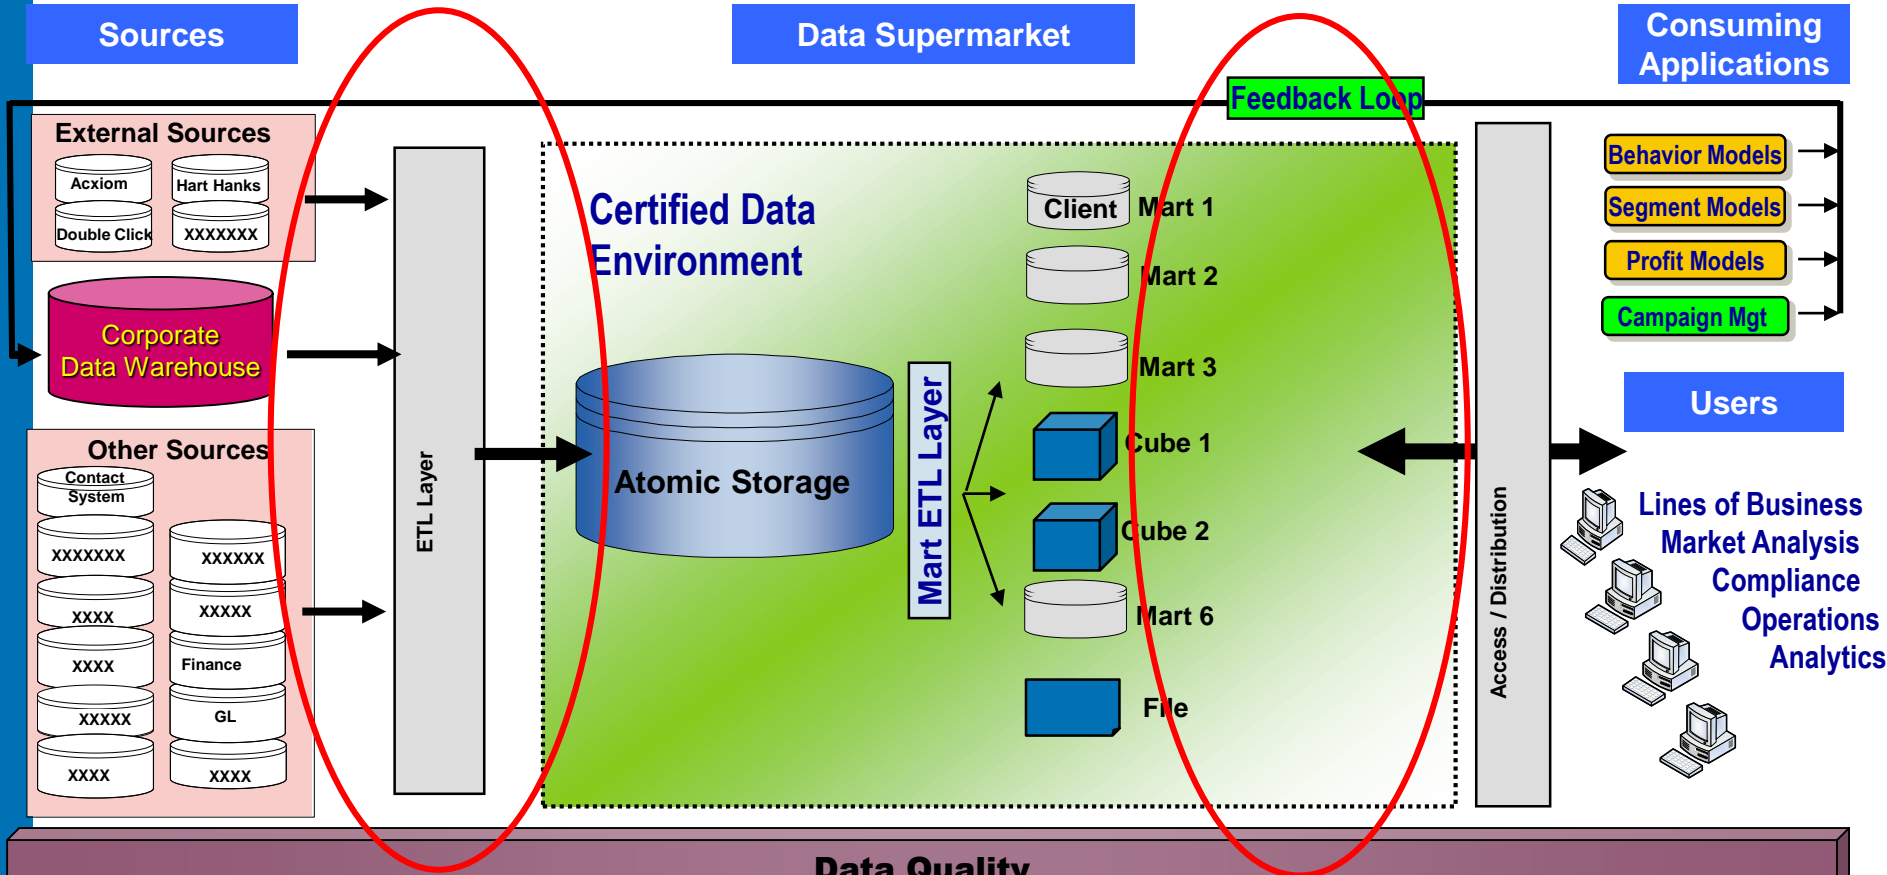 Sources
Data Supermarket
Consuming
Applications
Feedback Loop
External Sources
Acxiom
Hart Hanks
Double Click
XXXXXXX
Corporate
Data Warehouse
Other Sources
Contact
System
XXXXXXX
XXXX
XXXX
XXXXX
XXXX
XXXXXX
XXXXX
Finance
GL
XXXX
ETL Layer
Certified Data
Environment
Atomic Storage
Mart ETL Layer
Client
Mart 1
Mart 2
Mart 3
Cube 1
Cube 2
Mart 6
File
Access / Distribution
Behavior Models
Segment Models
Profit Models
Campaign Mgt
Users
Lines of Business
Market Analysis
Compliance
Operations
Analytics
Data Quality